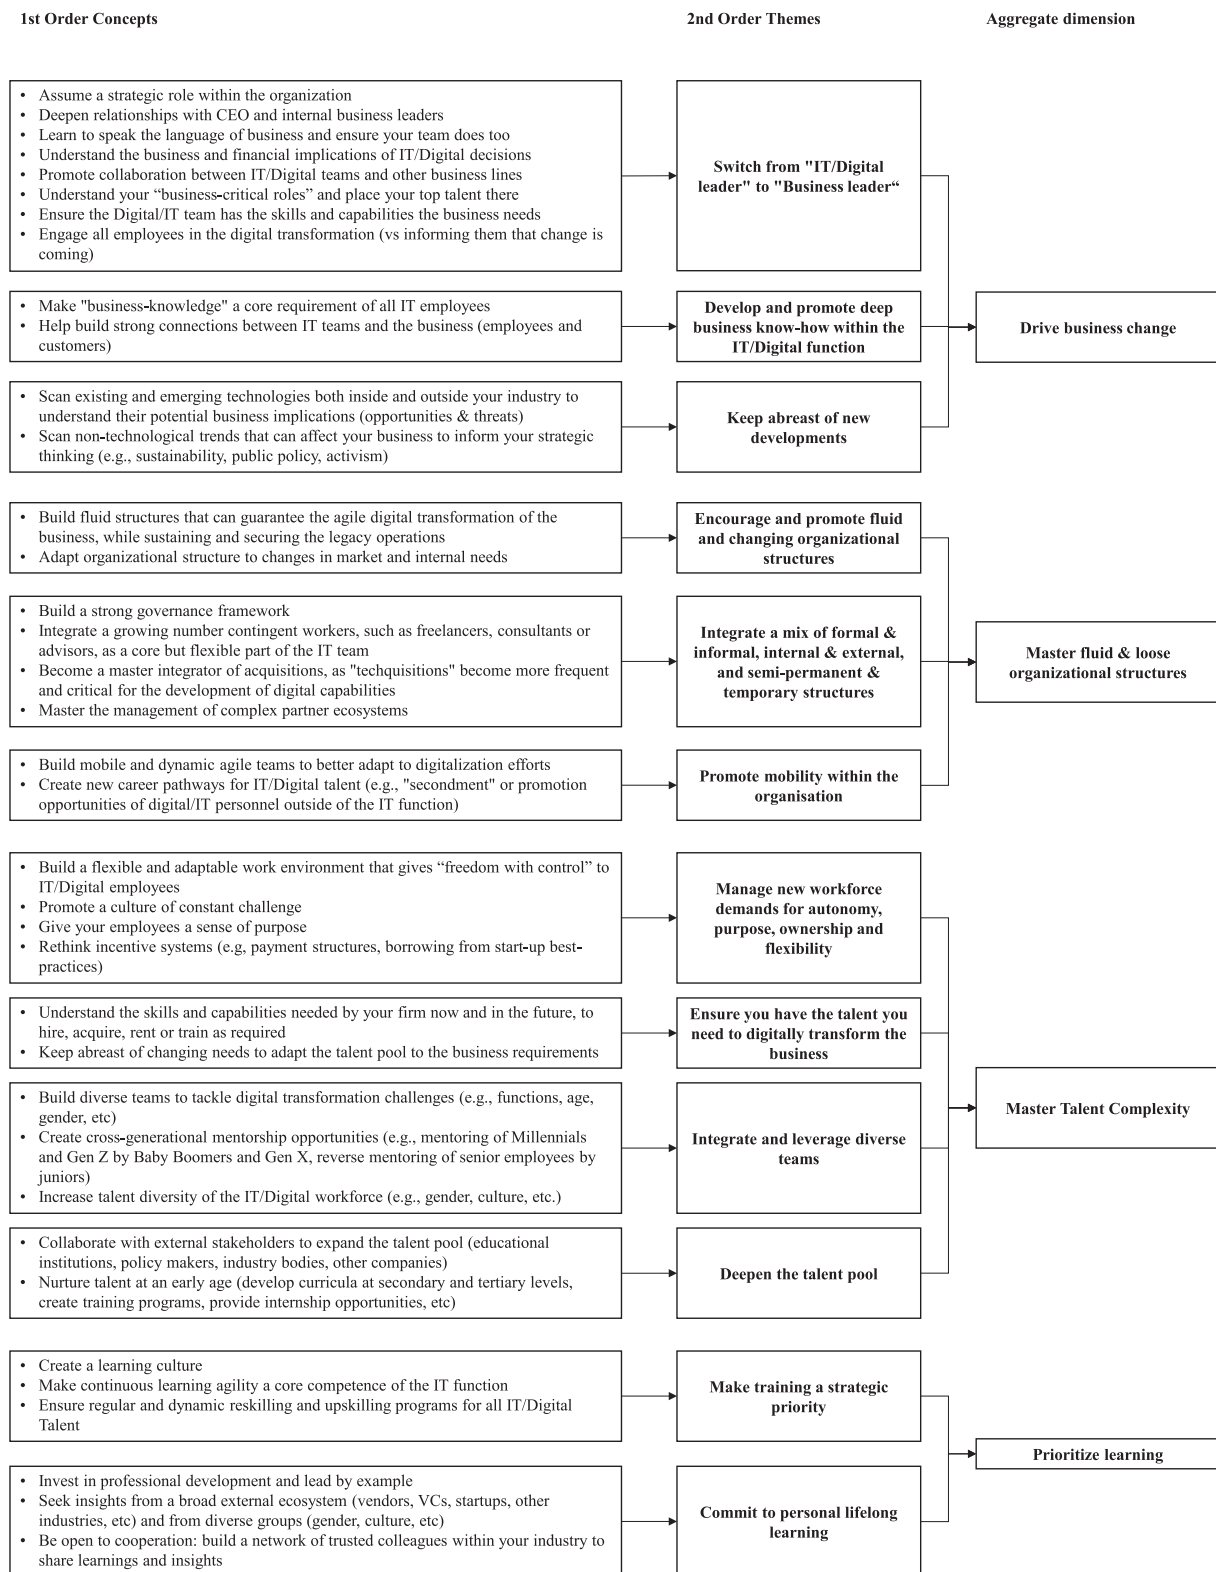 1st Order Concepts
2nd Order Themes
Aggregate dimension
• Assume a strategic role within the organization
• Deepen relationships with CEO and internal business leaders
• Learn to speak the language of business and ensure your team does too
• Understand the business and financial implications of IT/Digital decisions
• Promote collaboration between IT/Digital teams and other business lines
• Understand your “business-critical roles” and place your top talent there
• Ensure the Digital/IT team has the skills and capabilities the business needs
• Engage all employees in the digital transformation (vs informing them that change is
coming)
Switch from "IT/Digital
leader" to "Business leader“
• Make "business-knowledge" a core requirement of all IT employees
• Help build strong connections between IT teams and the business (employees and
customers)
Develop and promote deep
business know-how within the
IT/Digital function
Drive business change
• Scan existing and emerging technologies both inside and outside your industry to
understand their potential business implications (opportunities & threats)
• Scan non-technological trends that can affect your business to inform your strategic
thinking (e.g., sustainability, public policy, activism)
Keep abreast of new
developments
• Build fluid structures that can guarantee the agile digital transformation of the
business, while sustaining and securing the legacy operations
• Adapt organizational structure to changes in market and internal needs
Encourage and promote fluid
and changing organizational
structures
• Build a strong governance framework
• Integrate a growing number contingent workers, such as freelancers, consultants or
advisors, as a core but flexible part of the IT team
• Become a master integrator of acquisitions, as "techquisitions" become more frequent
and critical for the development of digital capabilities
• Master the management of complex partner ecosystems
Integrate a mix of formal &
informal, internal & external,
and semi-permanent &
temporary structures
Master fluid & loose
organizational structures
• Build mobile and dynamic agile teams to better adapt to digitalization efforts
• Create new career pathways for IT/Digital talent (e.g., "secondment" or promotion
opportunities of digital/IT personnel outside of the IT function)
Promote mobility within the
organisation
• Build a flexible and adaptable work environment that gives “freedom with control” to
IT/Digital employees
• Promote a culture of constant challenge
• Give your employees a sense of purpose
• Rethink incentive systems (e.g, payment structures, borrowing from start-up best-
practices)
Manage new workforce
demands for autonomy,
purpose, ownership and
flexibility
• Understand the skills and capabilities needed by your firm now and in the future, to
hire, acquire, rent or train as required
• Keep abreast of changing needs to adapt the talent pool to the business requirements
Ensure you have the talent you
need to digitally transform the
business
• Build diverse teams to tackle digital transformation challenges (e.g., functions, age,
gender, etc)
• Create cross-generational mentorship opportunities (e.g., mentoring of Millennials
and Gen Z by Baby Boomers and Gen X, reverse mentoring of senior employees by
juniors)
• Increase talent diversity of the IT/Digital workforce (e.g., gender, culture, etc.)
Integrate and leverage diverse
teams
Master Talent Complexity
• Collaborate with external stakeholders to expand the talent pool (educational
institutions, policy makers, industry bodies, other companies)
• Nurture talent at an early age (develop curricula at secondary and tertiary levels,
create training programs, provide internship opportunities, etc)
Deepen the talent pool
• Create a learning culture
• Make continuous learning agility a core competence of the IT function
• Ensure regular and dynamic reskilling and upskilling programs for all IT/Digital
Talent
Make training a strategic
priority
Prioritize learning
• Invest in professional development and lead by example
• Seek insights from a broad external ecosystem (vendors, VCs, startups, other
industries, etc) and from diverse groups (gender, culture, etc)
• Be open to cooperation: build a network of trusted colleagues within your industry to
share learnings and insights
Commit to personal lifelong
learning